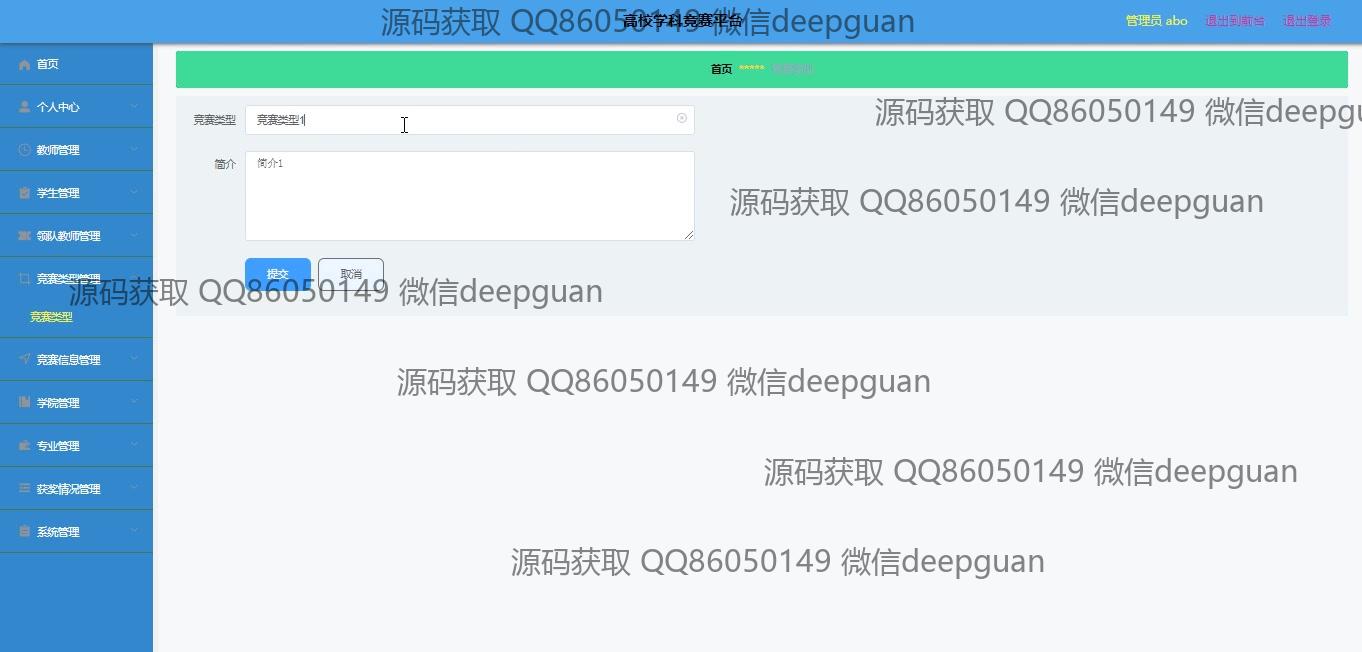 源码获取 QQ86050149 微信deepguan
高校学科竞赛平台
管理员 abo 退出到前台 退出登录
首页
首页 *****
个人中心
教师管理
学生管理
领队教师管理
竞赛类型管理
竞赛类型
竞赛信息管理
学院管理
专业管理
获奖情况管理
系统管理
竞赛类型 竞赛类型1
源码获取 QQ86050149 微信deepgu
简介 简介1
源码获取 QQ86050149 微信deepguan
提交 取消
源码获取 QQ86050149 微信deepguan
源码获取 QQ86050149 微信deepguan
源码获取 QQ86050149 微信deepguan
源码获取 QQ86050149 微信deepguan